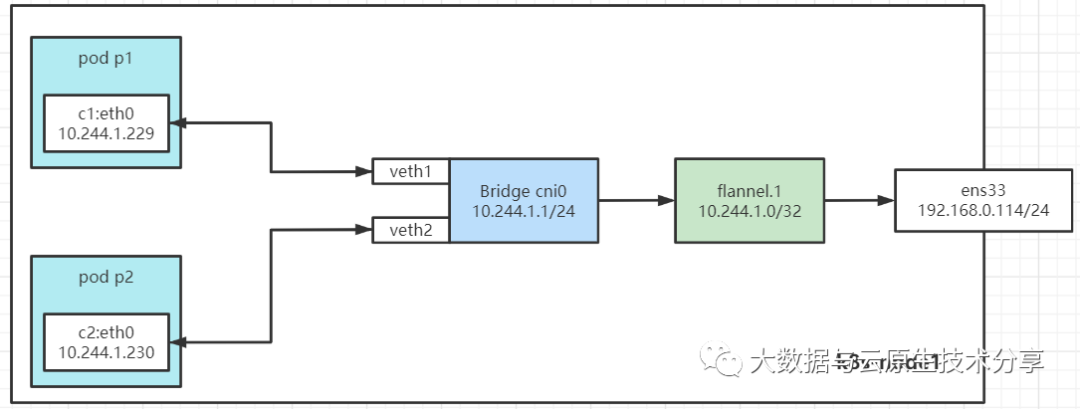 pod p1
c1:eth0
10.244.1.229
veth1
Bridge cni0
10.244.1.1/24
veth2
flannel.1
10.244.1.0/32
ens33
192.168.0.114/24
pod p2
c2:eth0
10.244.1.230
大数据与云原生技术分享